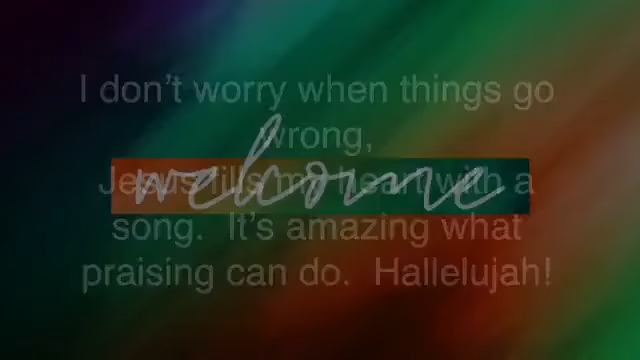 I don't worry when things go
wrong,
welcome
Jesus fills my heart with a
song. It's amazing what
praising can do. Hallelujah!